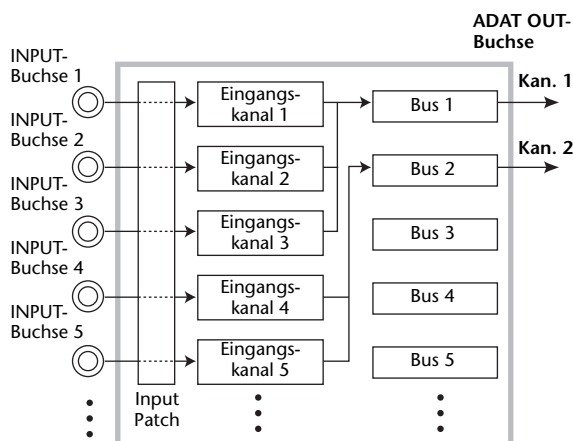 ADAT OUT-
Buchse
INPUT-
Buchse 1
Eingangs-
kanal 1
Bus 1
Kan. 1
INPUT-
Buchse 2
Eingangs-
kanal 2
Bus 2
Kan. 2
INPUT-
Buchse 3
Eingangs-
kanal 3
Bus 3
INPUT-
Buchse 4
Eingangs-
kanal 4
Bus 4
INPUT-
Buchse 5
Eingangs-
kanal 5
Bus 5
Input
Patch